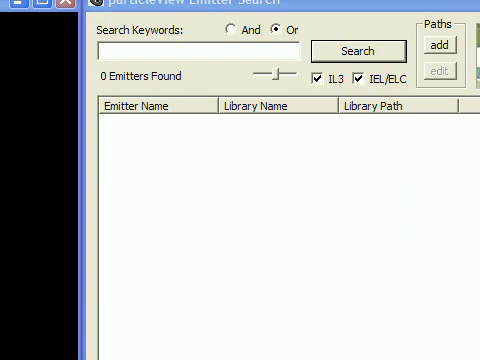 particleView Emitter Search
Search Keywords:
And
Or
Search
0 Emitters Found
IL3
IEL/ELC
Paths
add
edit
Emitter Name
Library Name
Library Path